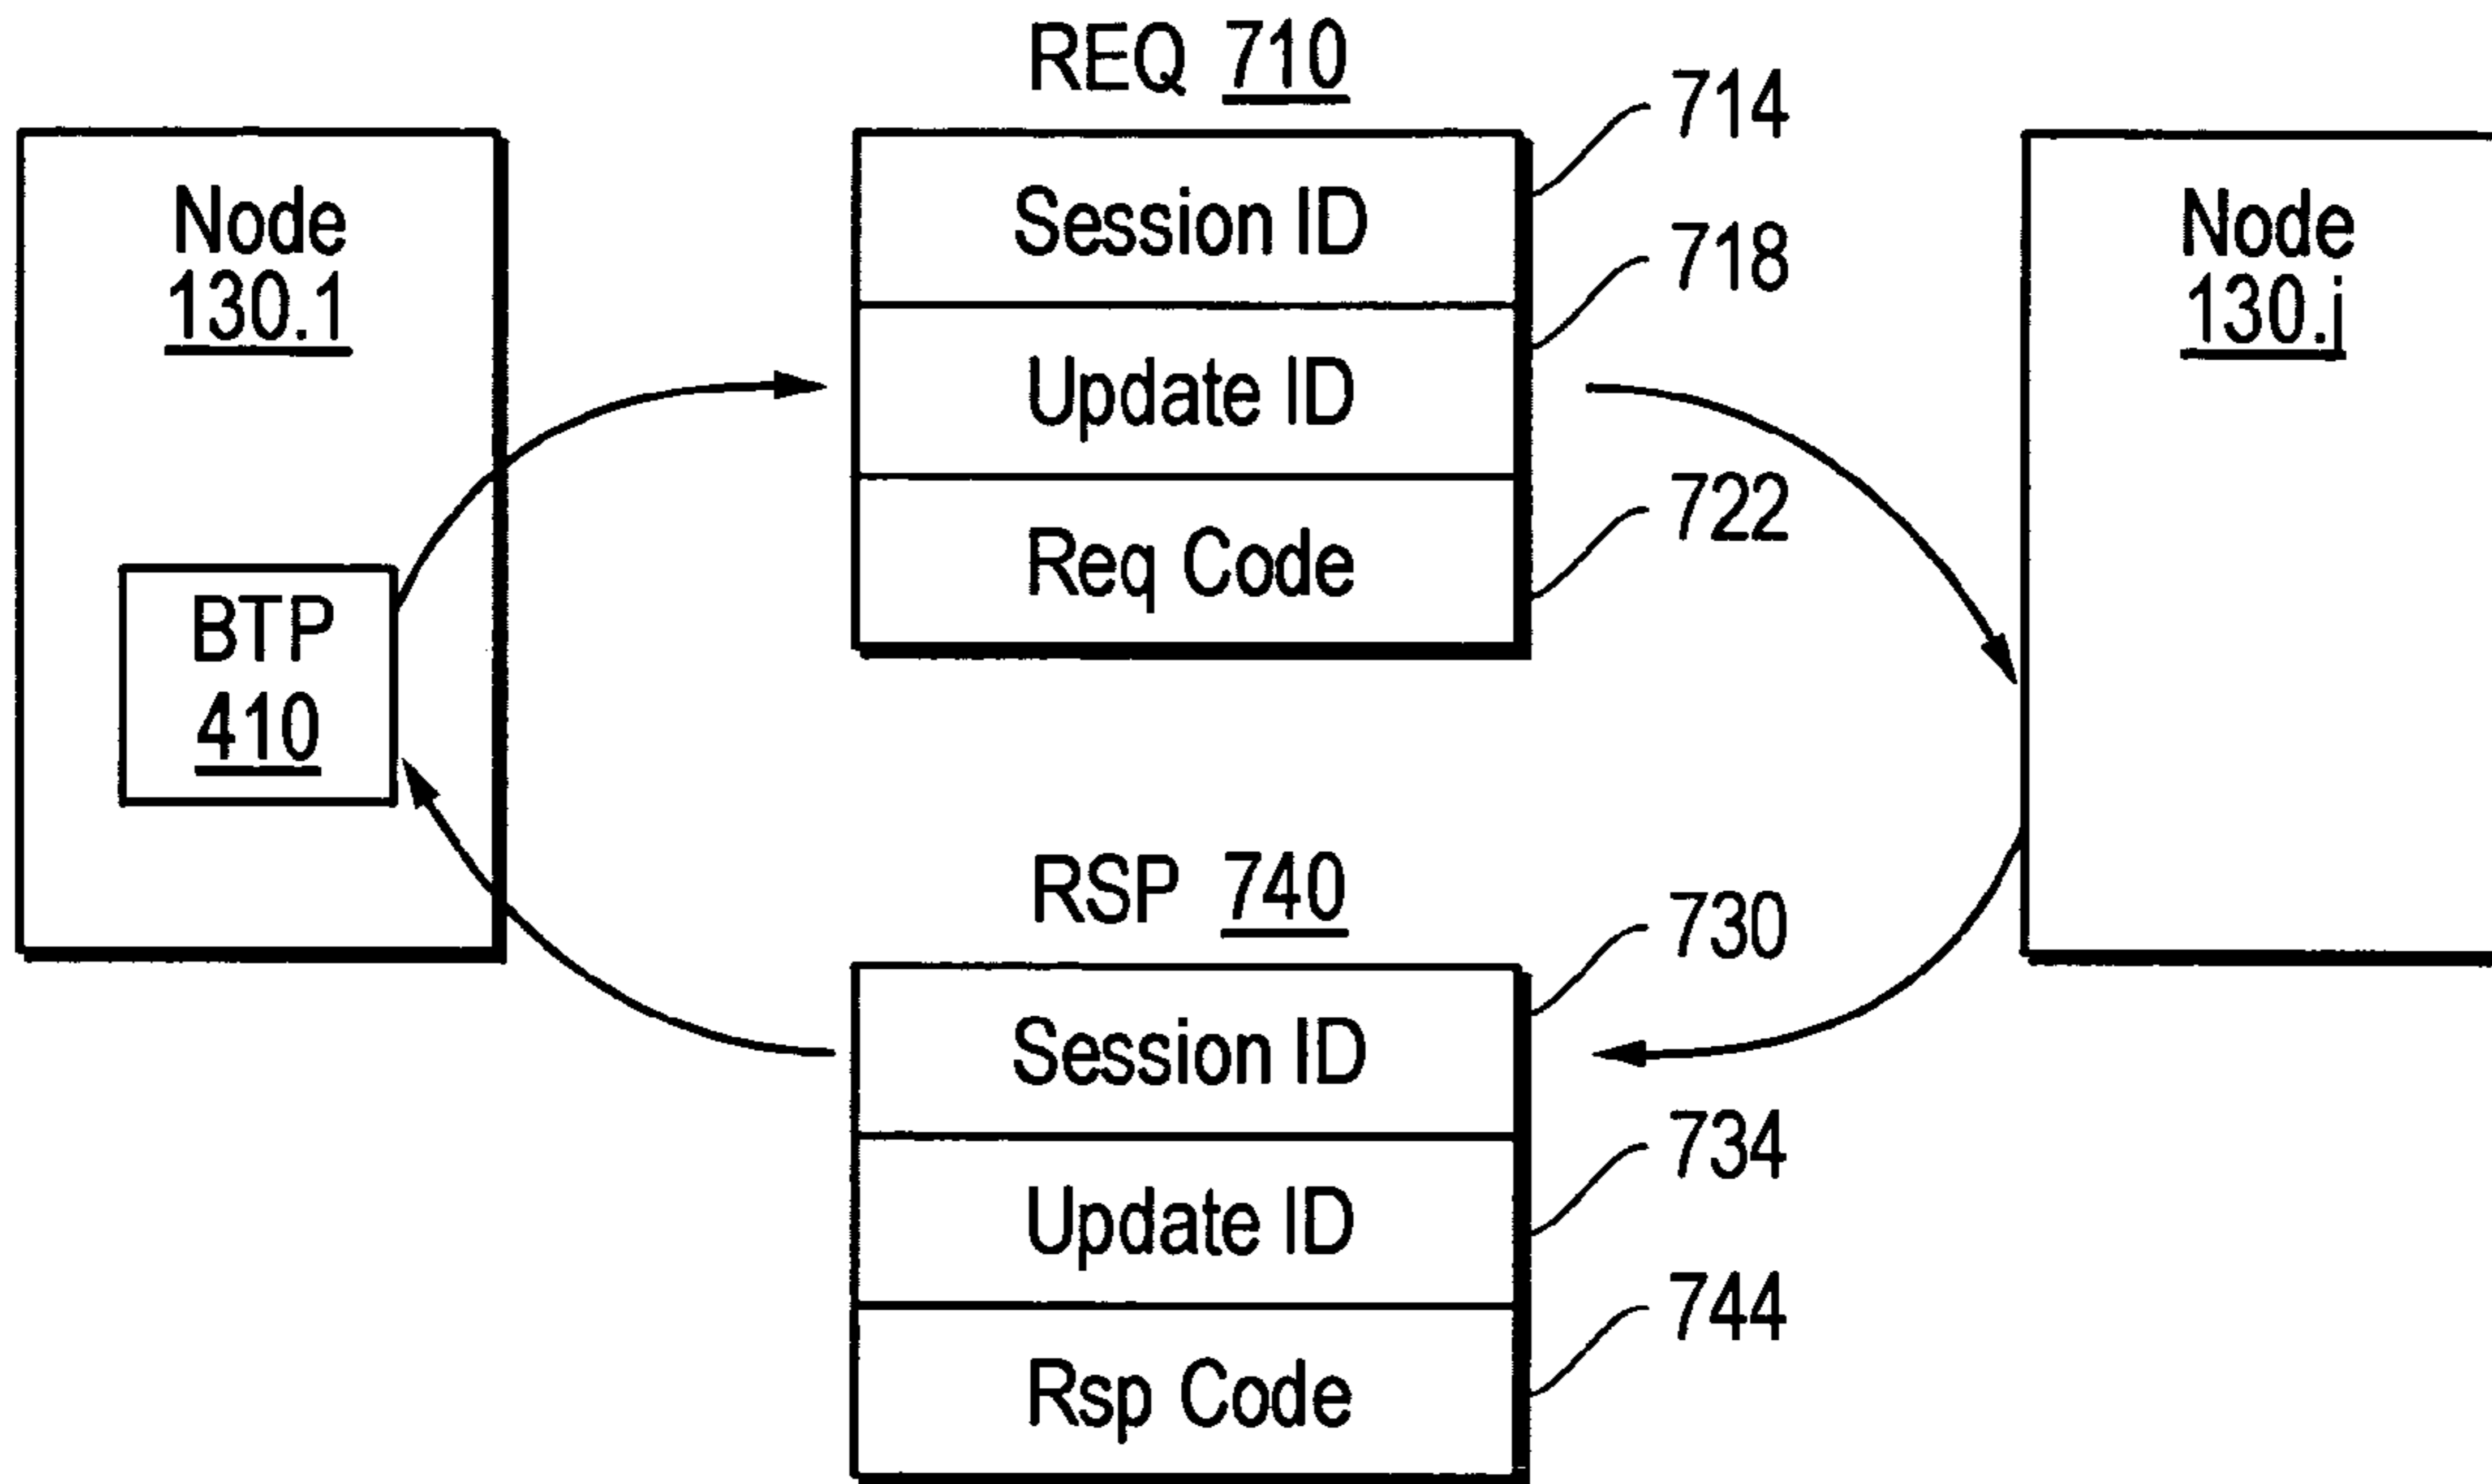 REQ 710
714
Node
130.1
Session ID
718
Node
130.j
Update ID
722
Req Code
BTP
410
RSP 740
730
Session ID
734
Update ID
744
Rsp Code